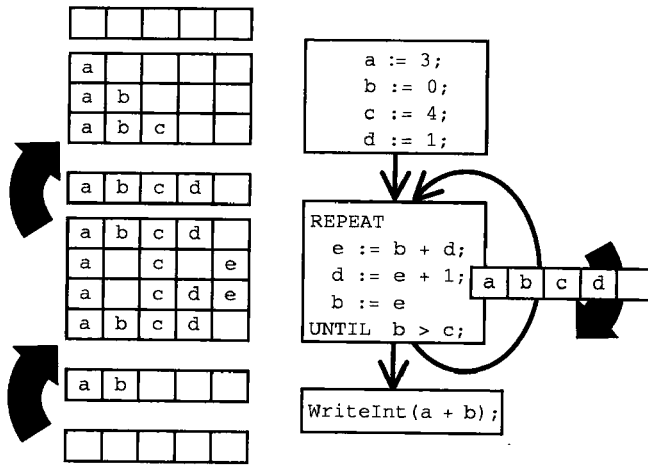 a
a b
a b c
a b c d
a b c d
a c e
a c d e
a b c d
a b
a := 3;
b := 0;
c := 4;
d := 1;
REPEAT
e := b + d;
d := e + 1;
b := e
UNTIL b > c;
a b c d
WriteInt(a + b);